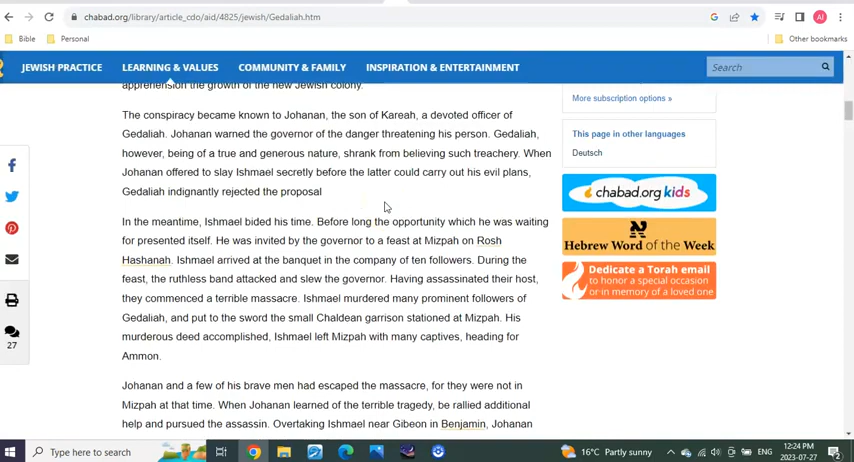 chabad.org/library/article_cdo/aid/4825/jewish/Gedaliah.htm
Bible Personal Other bookmarks
JEWISH PRACTICE LEARNING & VALUES COMMUNITY & FAMILY INSPIRATION & ENTERTAINMENT Search
apprehension the growth of the new Jewish colony.
The conspiracy became known to Johanan, the son of Kareah, a devoted officer of
Gedaliah. Johanan warned the governor of the danger threatening his person. Gedaliah,
however, being of a true and generous nature, shrank from believing such treachery. When
Johanan offered to slay Ishmael secretly before the latter could carry out his evil plans,
Gedaliah indignantly rejected the proposal
In the meantime, Ishmael bided his time. Before long the opportunity which he was waiting
for presented itself. He was invited by the governor to a feast at Mizpah on Rosh
Hashanah. Ishmael arrived at the banquet in the company of ten followers. During the
feast, the ruthless band attacked and slew the governor. Having assassinated their host,
they commenced a terrible massacre. Ishmael murdered many prominent followers of
Gedaliah, and put to the sword the small Chaldean garrison stationed at Mizpah. His
murderous deed accomplished, Ishmael left Mizpah with many captives, heading for
Ammon.
Johanan and a few of his brave men had escaped the massacre, for they were not in
Mizpah at that time. When Johanan learned of the terrible tragedy, be rallied additional
help and pursued the assassin. Overtaking Ishmael near Gibeon in Benjamin, Johanan
More subscription options »
This page in other languages
Deutsch
chabad.org kids
Hebrew Word of the Week
Dedicate a Torah email
to honor a special occasion
or in memory of a loved one
27
AI
Type here to search
16°C Partly sunny
ENG
12:24 PM
2023-07-27
2